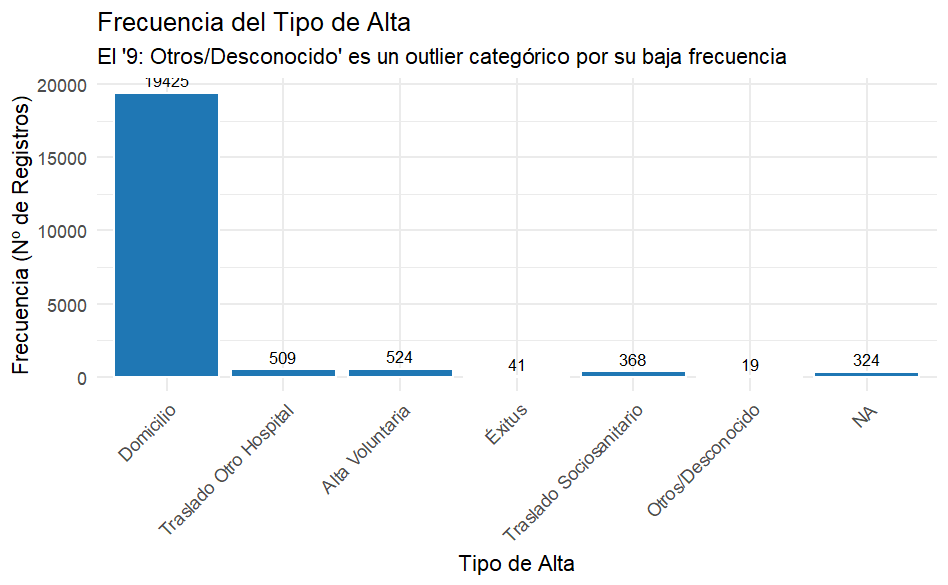 Frecuencia del Tipo de Alta
El '9: Otros/Desconocido' es un outlier categórico por su baja frecuencia
Frecuencia (Nº de Registros)
20000
15000
10000
5000
0
19425
509
524
41
368
19
324
Domicilio
Traslado Otro Hospital
Alta Voluntaria
Éxitus
Traslado Sociosanitario
Otros/Desconocido
NA
Tipo de Alta